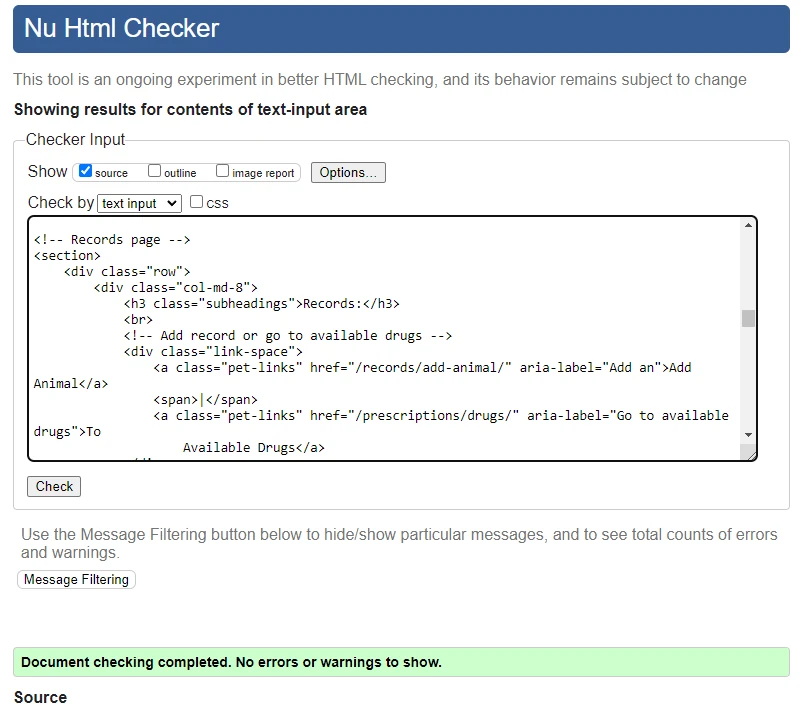 Nu Html Checker
This tool is an ongoing experiment in better HTML checking, and its behavior remains subject to change
Showing results for contents of text-input area
Checker Input
Show source outline image report Options...
Check by text input css
<!-- Records page -->
<section>
    <div class="row">
        <div class="col-md-8">
            <h3 class="subheadings">Records:</h3>
            <br>
            <!-- Add record or go to available drugs -->
            <div class="link-space">
                <a class="pet-links" href="/records/add-animal/" aria-label="Add an">Add
Animal</a>
                <span>|</span>
                <a class="pet-links" href="/prescriptions/drugs/" aria-label="Go to available
drugs">To
                    Available Drugs</a>
Check
Use the Message Filtering button below to hide/show particular messages, and to see total counts of errors
and warnings.
Message Filtering
Document checking completed. No errors or warnings to show.
Source